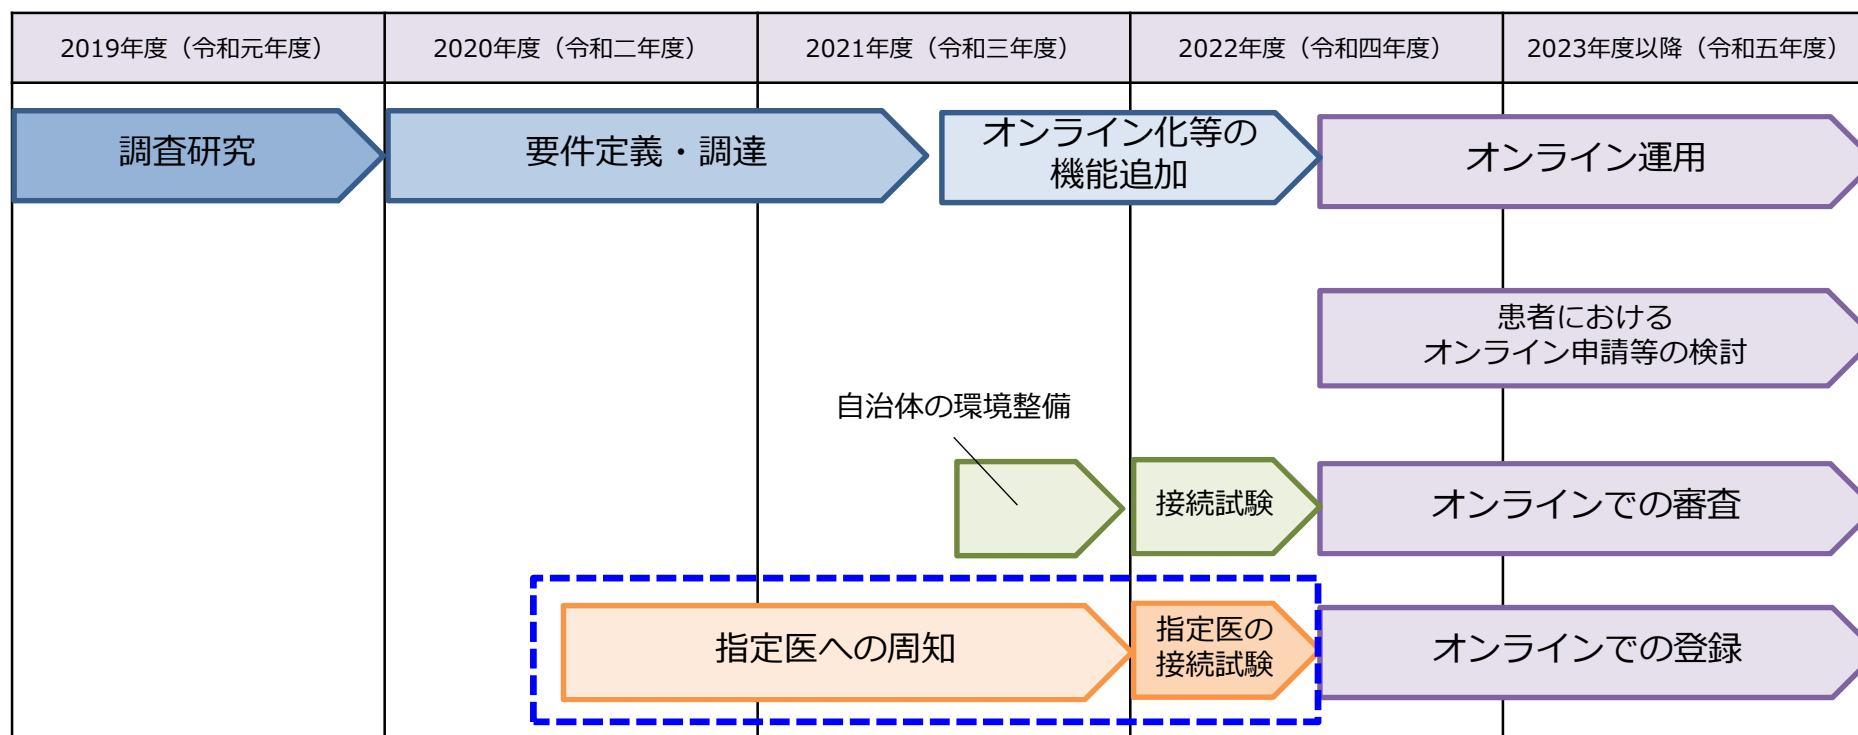 2019年度（令和元年度）
2020年度（令和二年度）
2021年度（令和三年度）
2022年度（令和四年度）
2023年度以降（令和五年度）
調査研究
要件定義・調達
オンライン化等の
機能追加
オンライン運用
患者における
オンライン申請等の検討
自治体の環境整備
接続試験
オンラインでの審査
指定医への周知
指定医の
接続試験
オンラインでの登録